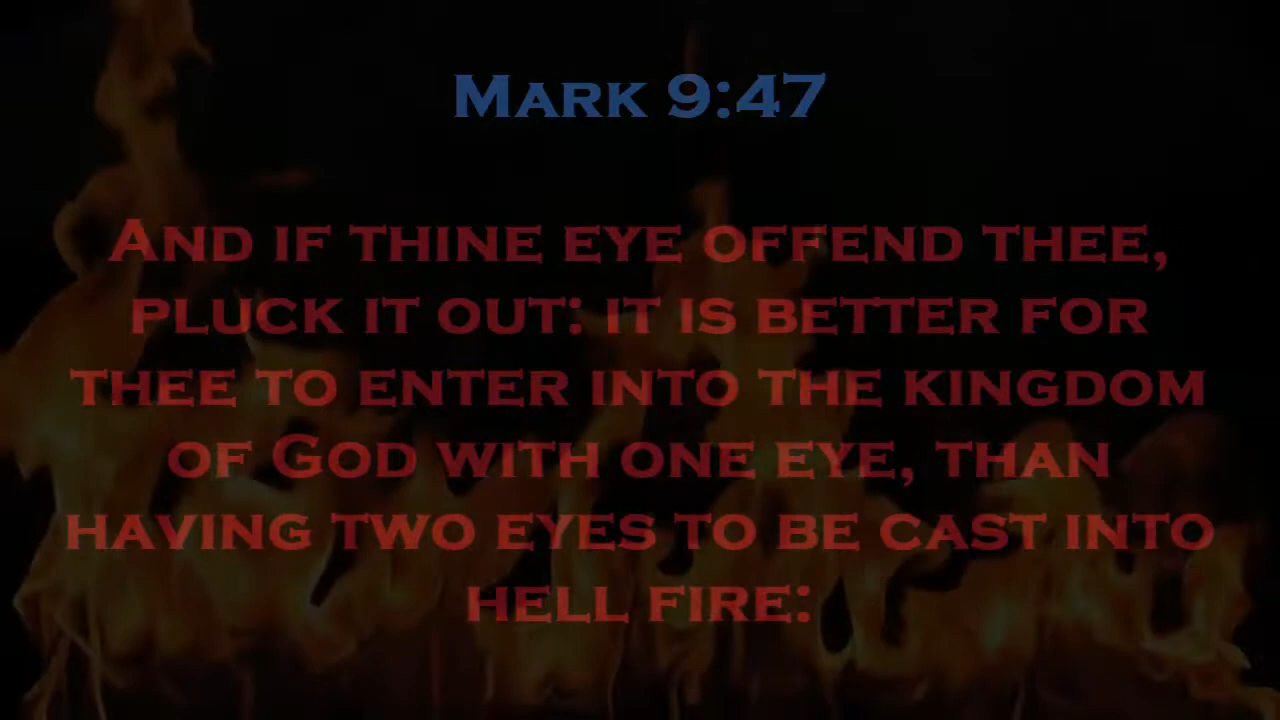 Mark 9:47
And if thine eye offend thee,
pluck it out: it is better for
thee to enter into the kingdom
of God with one eye, than
having two eyes to be cast into
hell fire: